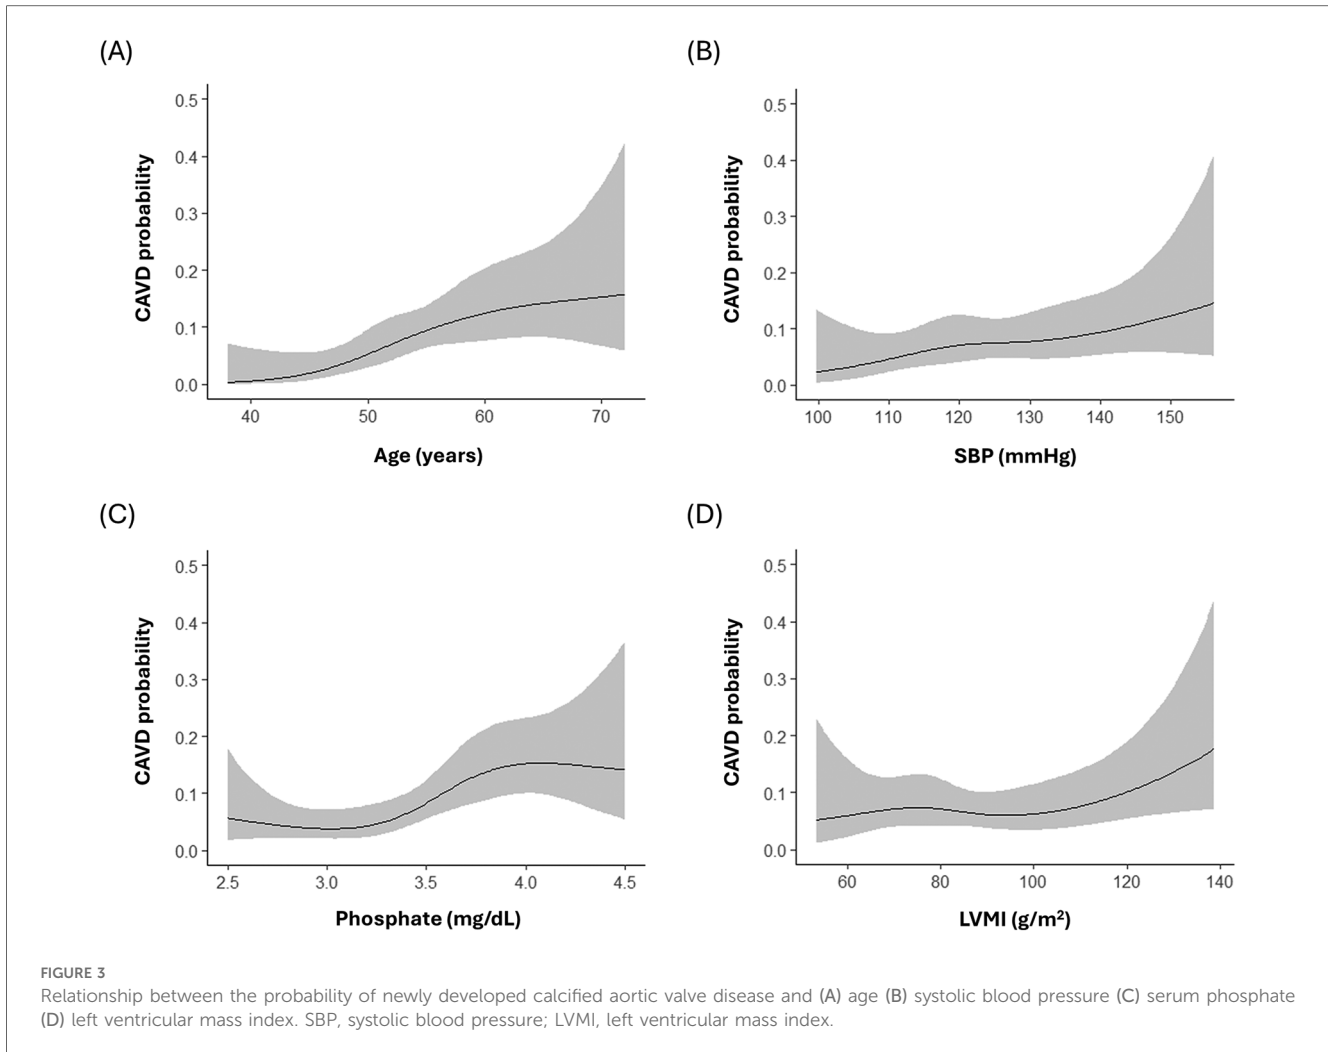 (A)
0.5
0.4
0.3
0.2
0.1
0.0
CAVD probability
40 50 60 70
Age (years)
(B)
0.5
0.4
0.3
0.2
0.1
0.0
CAVD probability
100 110 120 130 140 150
SBP (mmHg)
(C)
0.5
0.4
0.3
0.2
0.1
0.0
CAVD probability
2.5 3.0 3.5 4.0 4.5
Phosphate (mg/dL)
(D)
0.5
0.4
0.3
0.2
0.1
0.0
CAVD probability
60 80 100 120 140
LVMI (g/m²)
FIGURE 3
Relationship between the probability of newly developed calcified aortic valve disease and (A) age (B) systolic blood pressure (C) serum phosphate
(D) left ventricular mass index. SBP, systolic blood pressure; LVMI, left ventricular mass index.